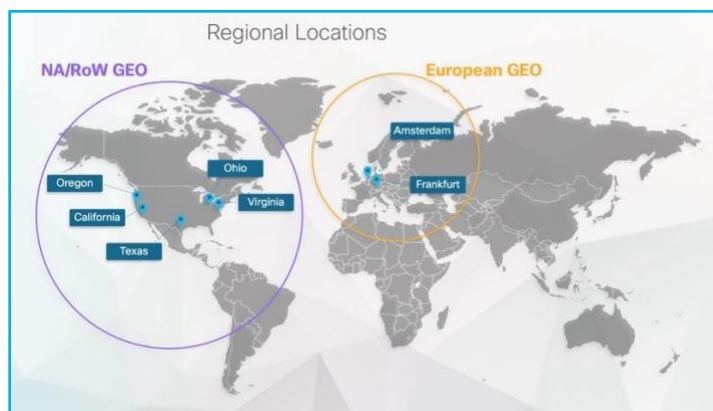 Regional Locations
NA/RoW GEO
European GEO
Amsterdam
Ohio
Oregon
Frankfurt
Virginia
California
Texas